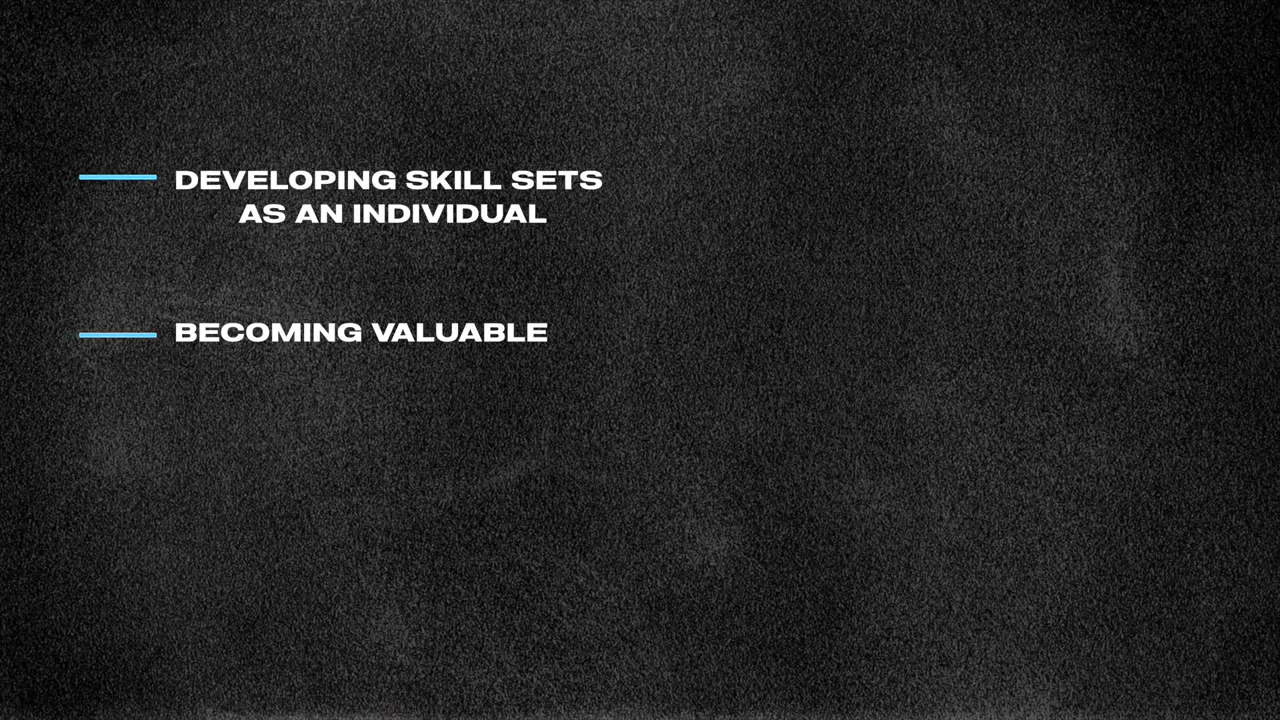 DEVELOPING SKILL SETS
AS AN INDIVIDUAL
BECOMING VALUABLE